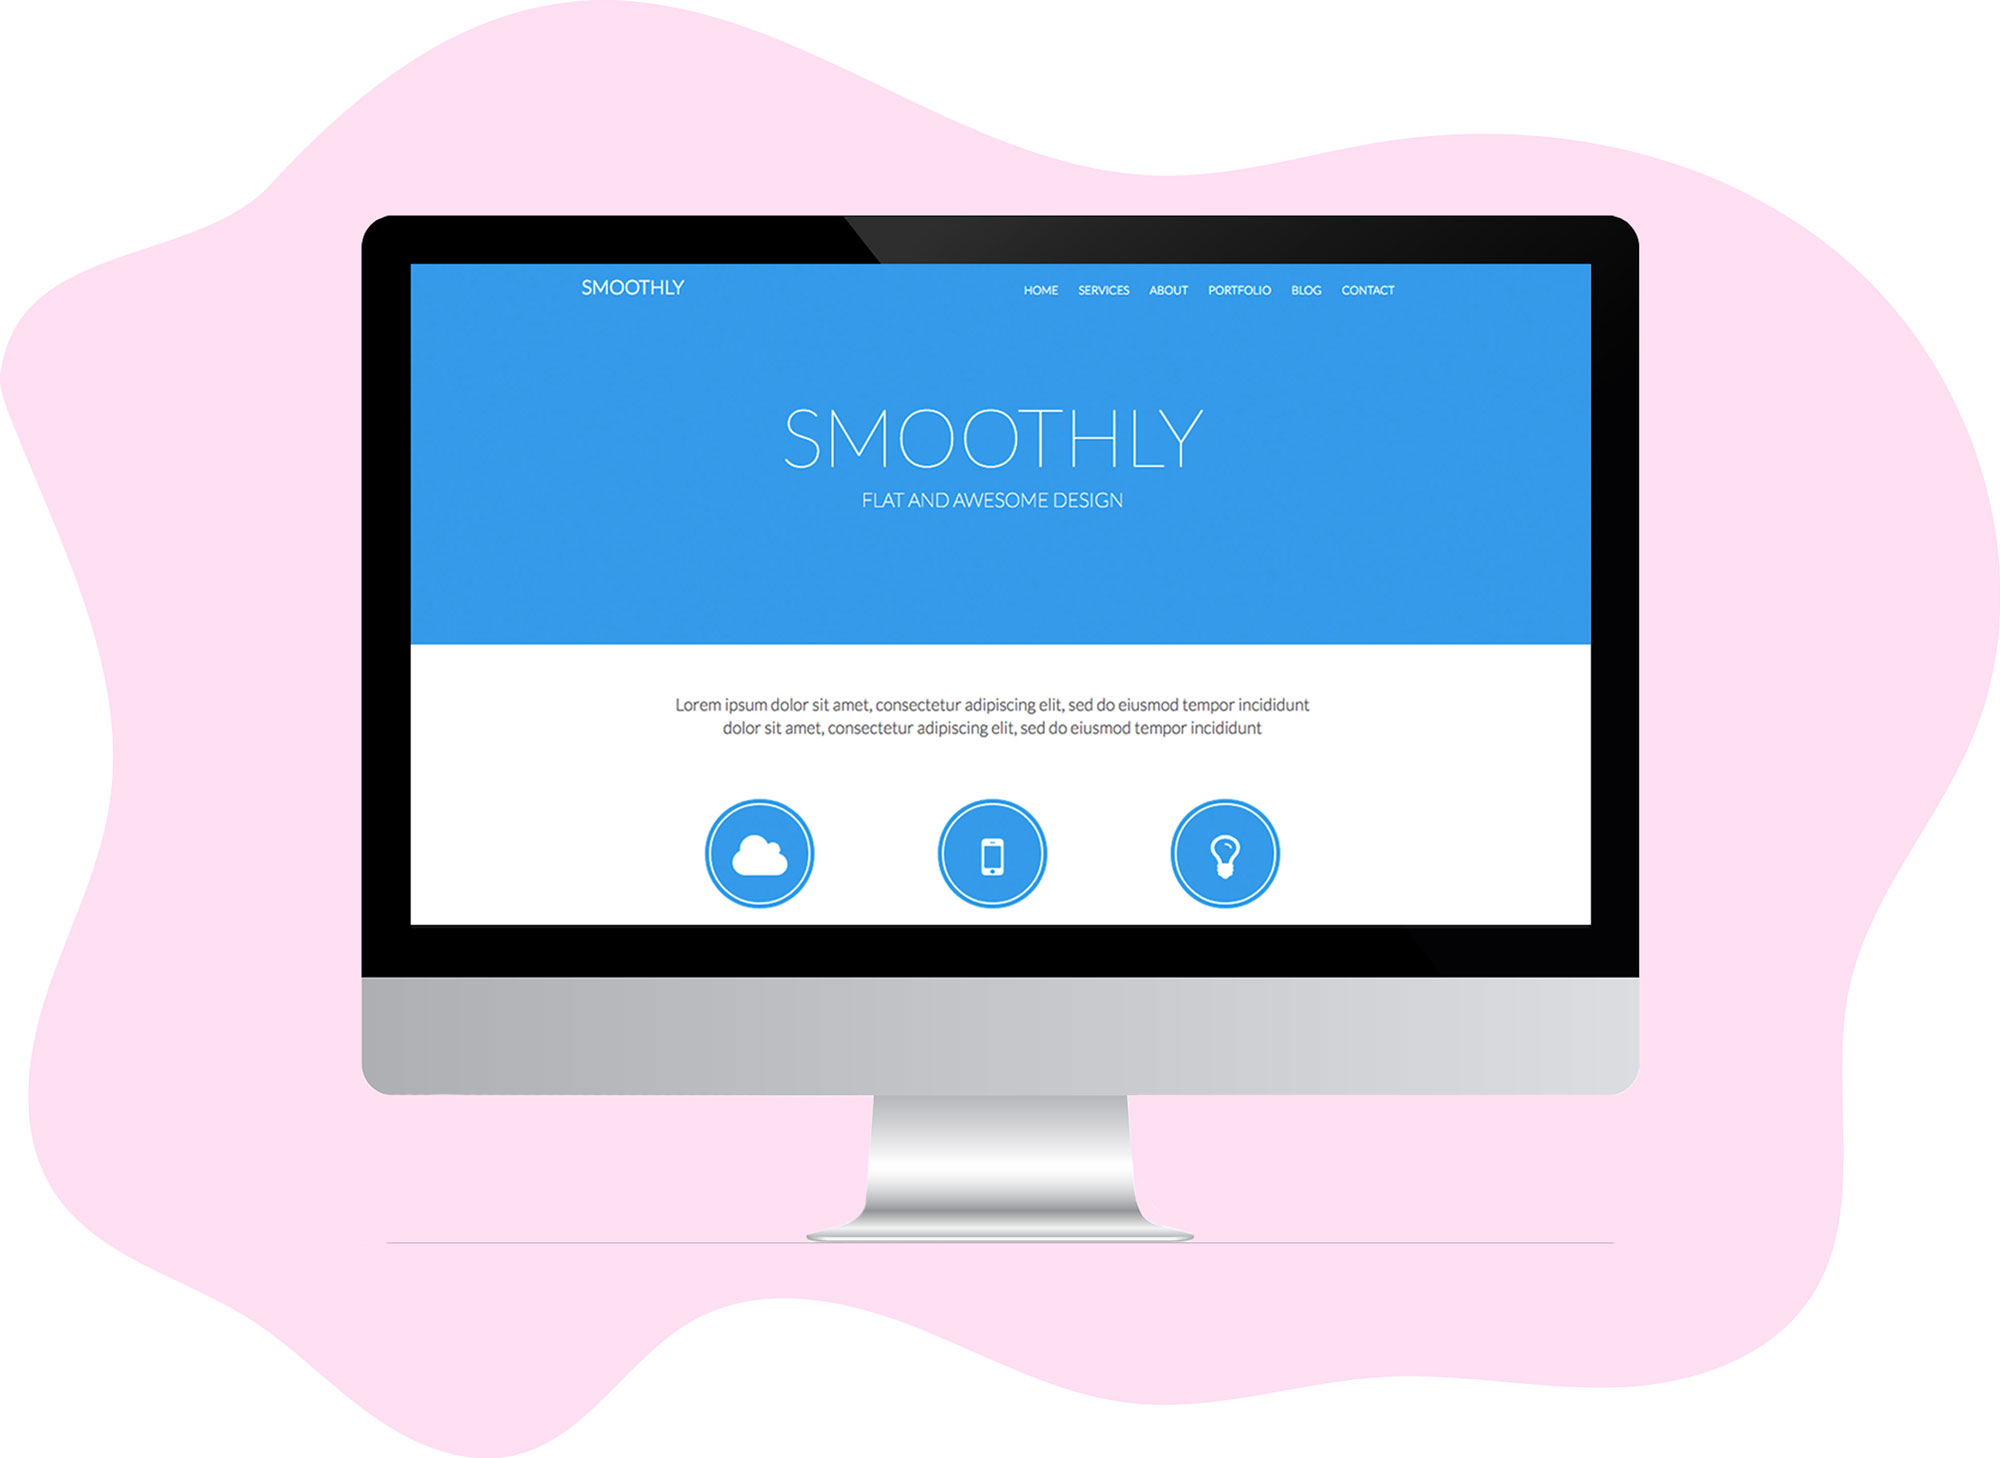 SMOOTHLY
HOME SERVICES ABOUT PORTFOLIO BLOG CONTACT
SMOOTHLY
FLAT AND AWESOME DESIGN
Lorem ipsum dolor sit amet, consectetur adipiscing elit, sed do eiusmod tempor incididunt
dolor sit amet, consectetur adipiscing elit, sed do eiusmod tempor incididunt